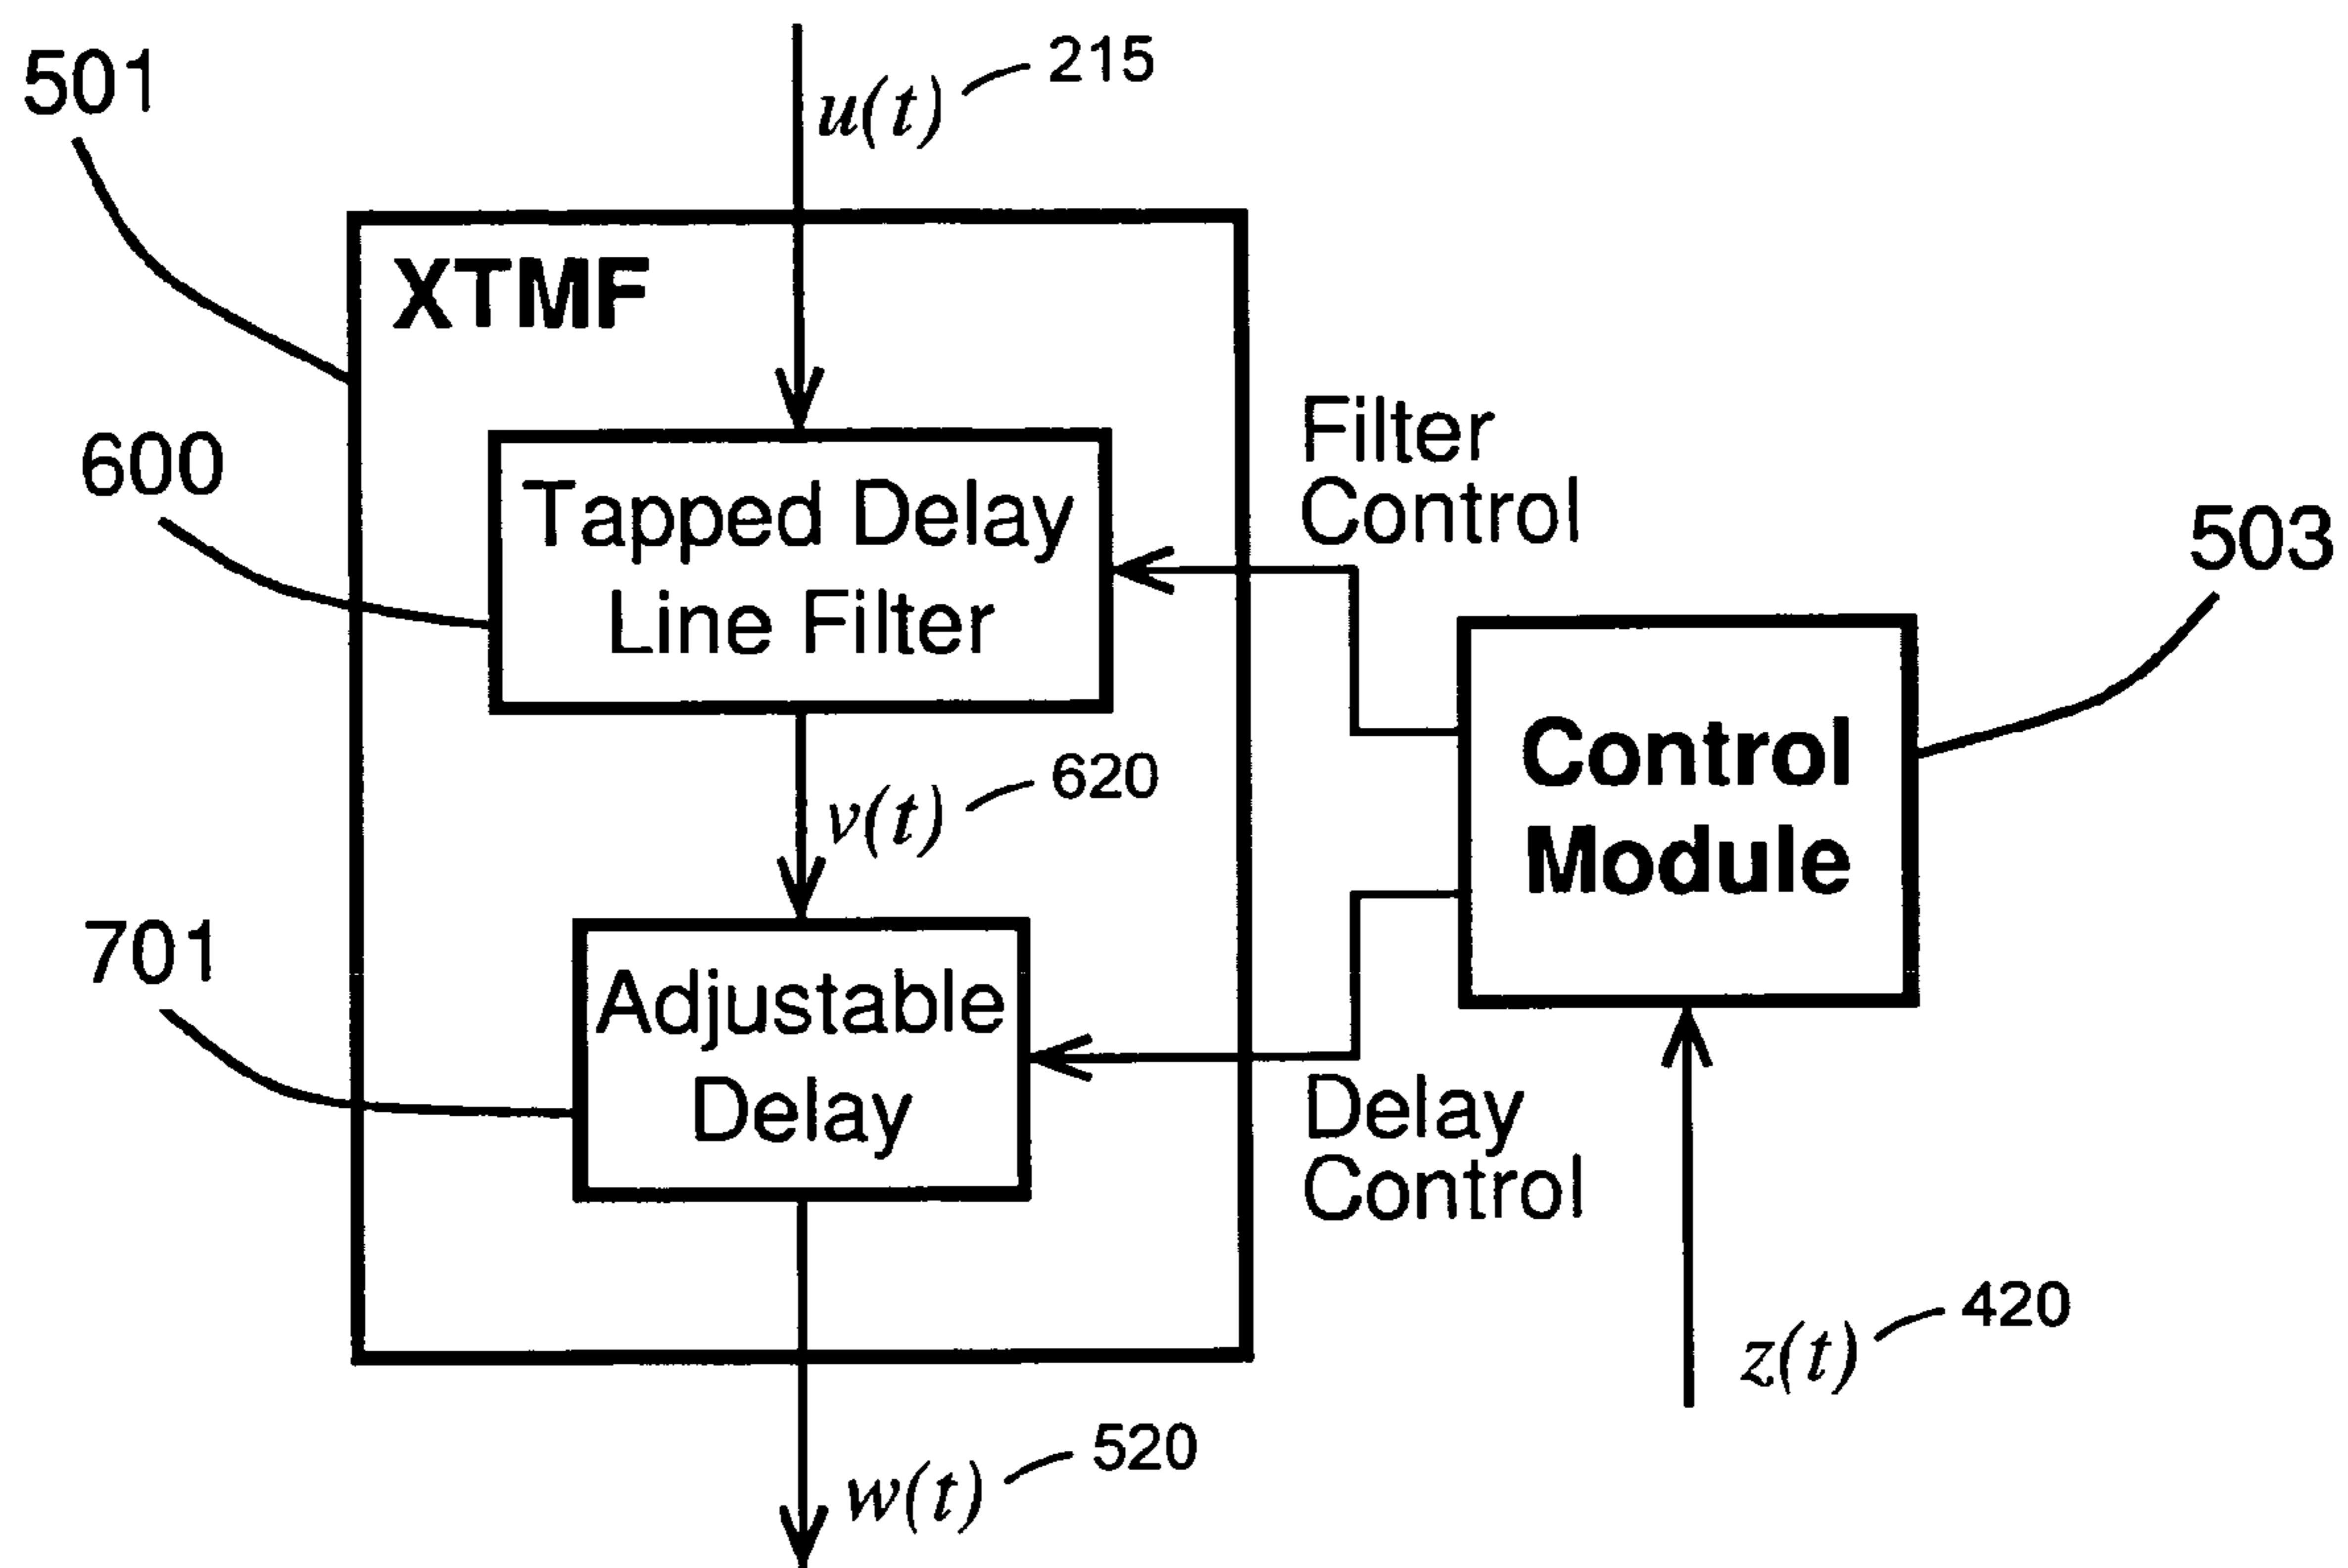 501
u(t)
215
XTMF
Filter
Control
600
Tapped Delay
Line Filter
503
Control
Module
v(t)
620
701
Adjustable
Delay
Delay
Control
z(t)
420
w(t)
520